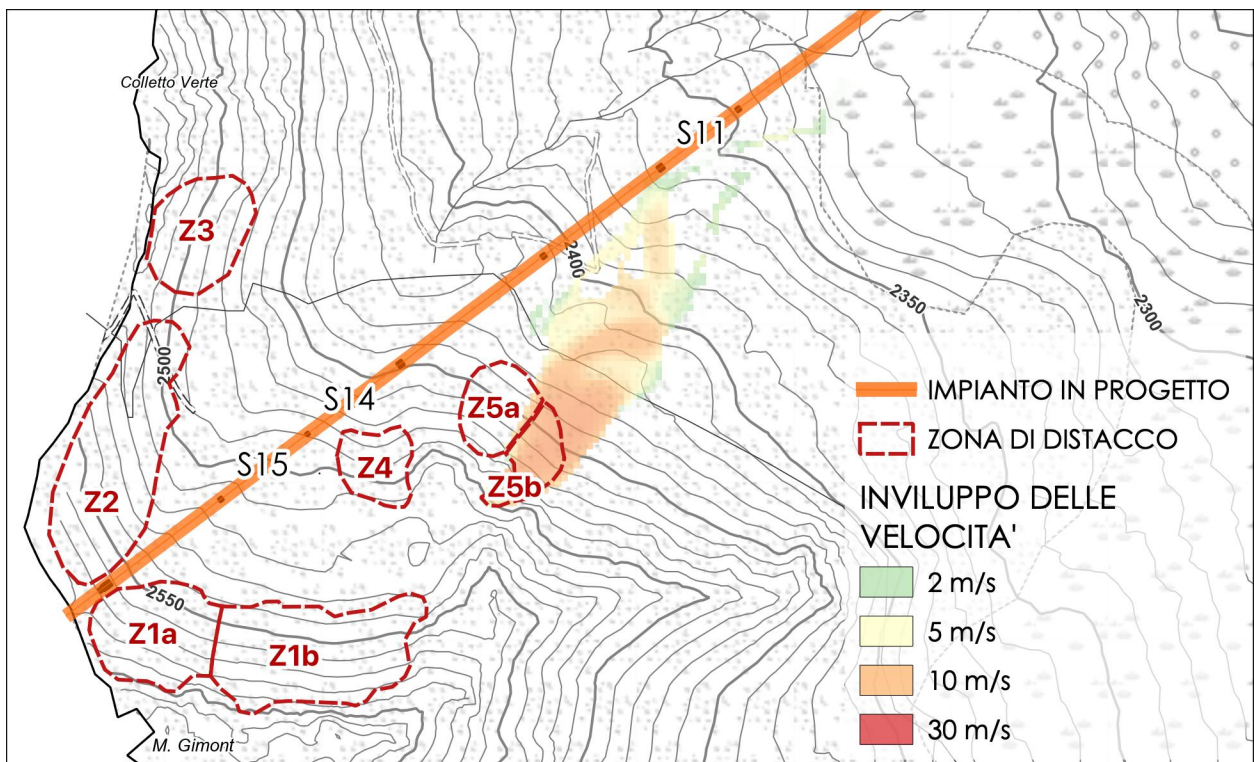 Colletto Verte
S11
Z3
2400
2350
2300
2500
S14
Z5a
IMPIANTO IN PROGETTO
ZONA DI DISTACCO
S15
Z4
Z5b
Z2
INVILUPPO DELLE
VELOCITA'
2 m/s
2550
5 m/s
Z1a
Z1b
10 m/s
30 m/s
M. Gimont